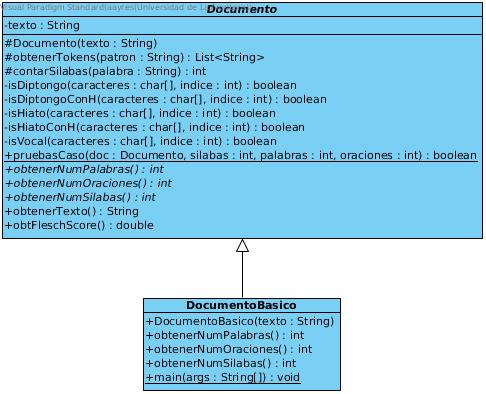 Visual Paradigm Standard(aayres(Universidad de La
Documento
-texto : String
#Documento(texto : String)
#obtenerTokens(patron : String) : List<String>
#contarSilabas(palabra : String) : int
-isDiptongo(caracteres : char[], indice : int) : boolean
-isDiptongoConH(caracteres : char[], indice : int) : boolean
-isHiato(caracteres : char[], indice : int) : boolean
-isHiatoConH(caracteres : char[], indice : int) : boolean
-isVocal(caracteres : char[], indice : int) : boolean
+pruebasCaso(doc : Documento, silabas : int, palabras : int, oraciones : int) : boolean
+obtenerNumPalabras() : int
+obtenerNumOraciones() : int
+obtenerNumSilabas() : int
+obtenerTexto() : String
+obtFleschScore() : double
DocumentoBasico
+DocumentoBasico(texto : String)
+obtenerNumPalabras() : int
+obtenerNumOraciones() : int
+obtenerNumSilabas() : int
+main(args : String[]) : void